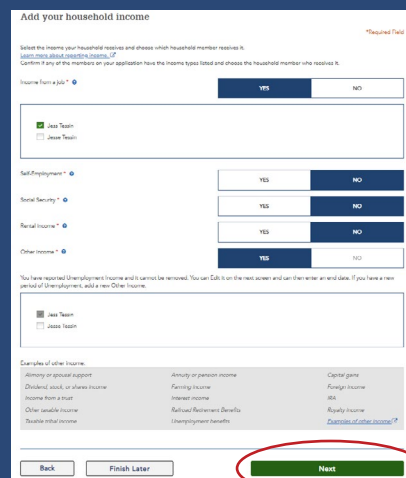 Add your household income
*Required Field
Select the income your household receives and choose which household member receives it.
Learn more about reporting income.
Confirm if any of the members on your application have the income types listed and choose the household member who receives it.
Income from a job *
YES NO
Jess Tessin
Jesse Tessin
Self-Employment *
YES NO
Social Security *
YES NO
Rental Income *
YES NO
Other Income *
YES NO
You have reported Unemployment Income and it cannot be removed. You can Edit it on the next screen and can then enter an end date. If you have a new
period of Unemployment, add a new Other Income.
Jess Tessin
Jesse Tessin
Examples of other income.
Alimony or spousal support Annuity or pension income Capital gains
Dividend, stock, or shares income Farming income Foreign income
Income from a trust Interest income IRA
Other taxable income Railroad Retirement Benefits Royalty income
Taxable tribal income Unemployment benefits Examples of other income
Back Finish Later Next